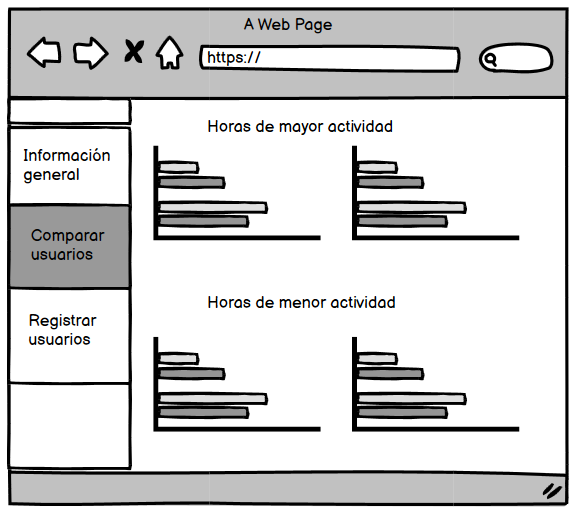 A Web Page
https://
Horas de mayor actividad
Información
general
Comparar
usuarios
Horas de menor actividad
Registrar
usuarios